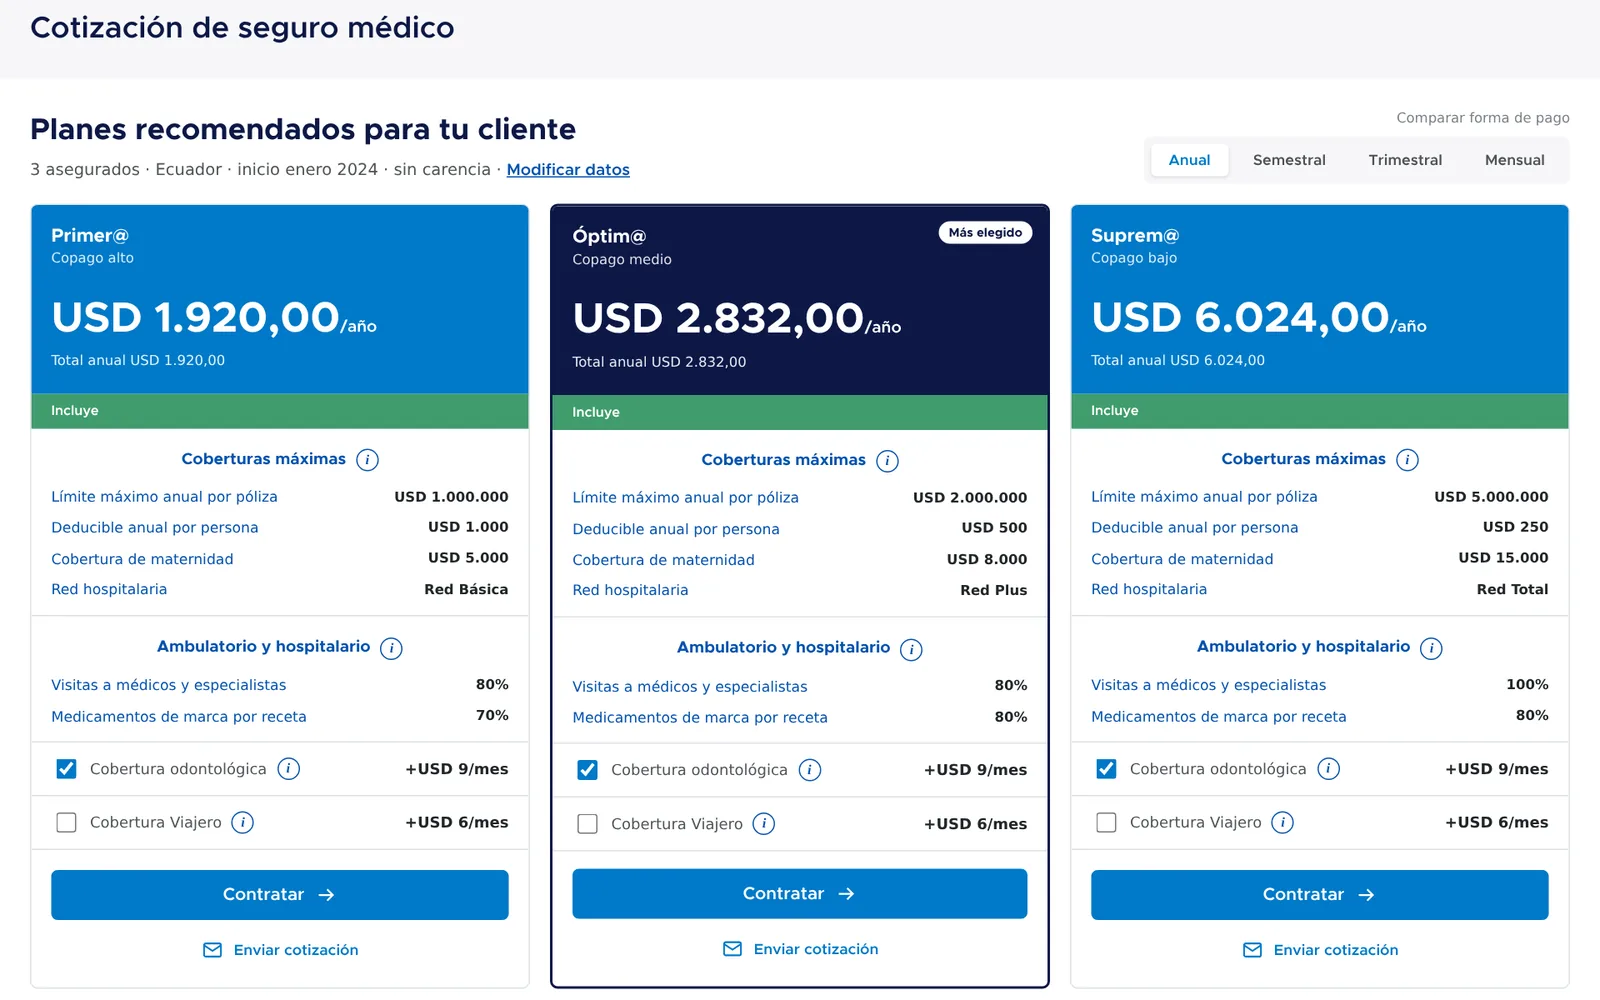 Cotización de seguro médico
Planes recomendados para tu cliente
3 asegurados · Ecuador · inicio enero 2024 · sin carencia · Modificar datos
Comparar forma de pago
Anual
Semestral
Trimestral
Mensual
Primer@
Copago alto
USD 1.920,00/año
Total anual USD 1.920,00
Incluye
Coberturas máximas i
Límite máximo anual por póliza USD 1.000.000
Deducible anual por persona USD 1.000
Cobertura de maternidad USD 5.000
Red hospitalaria Red Básica
Ambulatorio y hospitalario i
Visitas a médicos y especialistas 80%
Medicamentos de marca por receta 70%
Cobertura odontológica i +USD 9/mes
Cobertura Viajero i +USD 6/mes
Contratar →
Enviar cotización
Óptim@
Más elegido
Copago medio
USD 2.832,00/año
Total anual USD 2.832,00
Incluye
Coberturas máximas i
Límite máximo anual por póliza USD 2.000.000
Deducible anual por persona USD 500
Cobertura de maternidad USD 8.000
Red hospitalaria Red Plus
Ambulatorio y hospitalario i
Visitas a médicos y especialistas 80%
Medicamentos de marca por receta 80%
Cobertura odontológica i +USD 9/mes
Cobertura Viajero i +USD 6/mes
Contratar →
Enviar cotización
Suprem@
Copago bajo
USD 6.024,00/año
Total anual USD 6.024,00
Incluye
Coberturas máximas i
Límite máximo anual por póliza USD 5.000.000
Deducible anual por persona USD 250
Cobertura de maternidad USD 15.000
Red hospitalaria Red Total
Ambulatorio y hospitalario i
Visitas a médicos y especialistas 100%
Medicamentos de marca por receta 80%
Cobertura odontológica i +USD 9/mes
Cobertura Viajero i +USD 6/mes
Contratar →
Enviar cotización